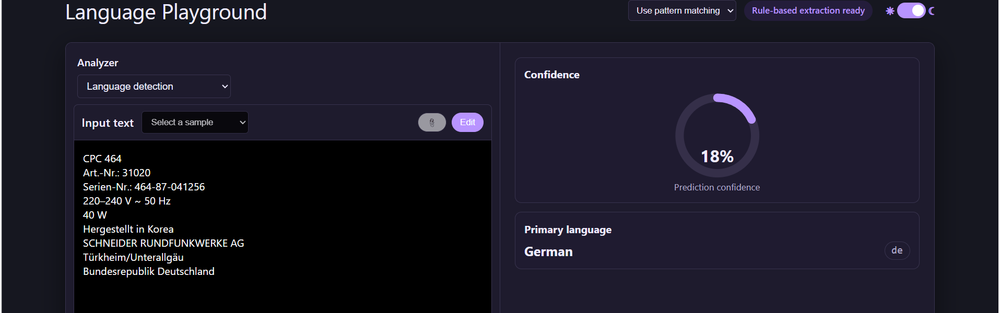 Language Playground
Use pattern matching
Rule-based extraction ready
Analyzer
Language detection
Input text
Select a sample
Edit
CPC 464
Art.-Nr.: 31020
Serien-Nr.: 464-87-041256
220–240 V ~ 50 Hz
40 W
Hergestellt in Korea
SCHNEIDER RUNDFUNKWERKE AG
Türkheim/Unterallgäu
Bundesrepublik Deutschland
Confidence
18%
Prediction confidence
Primary language
German
de